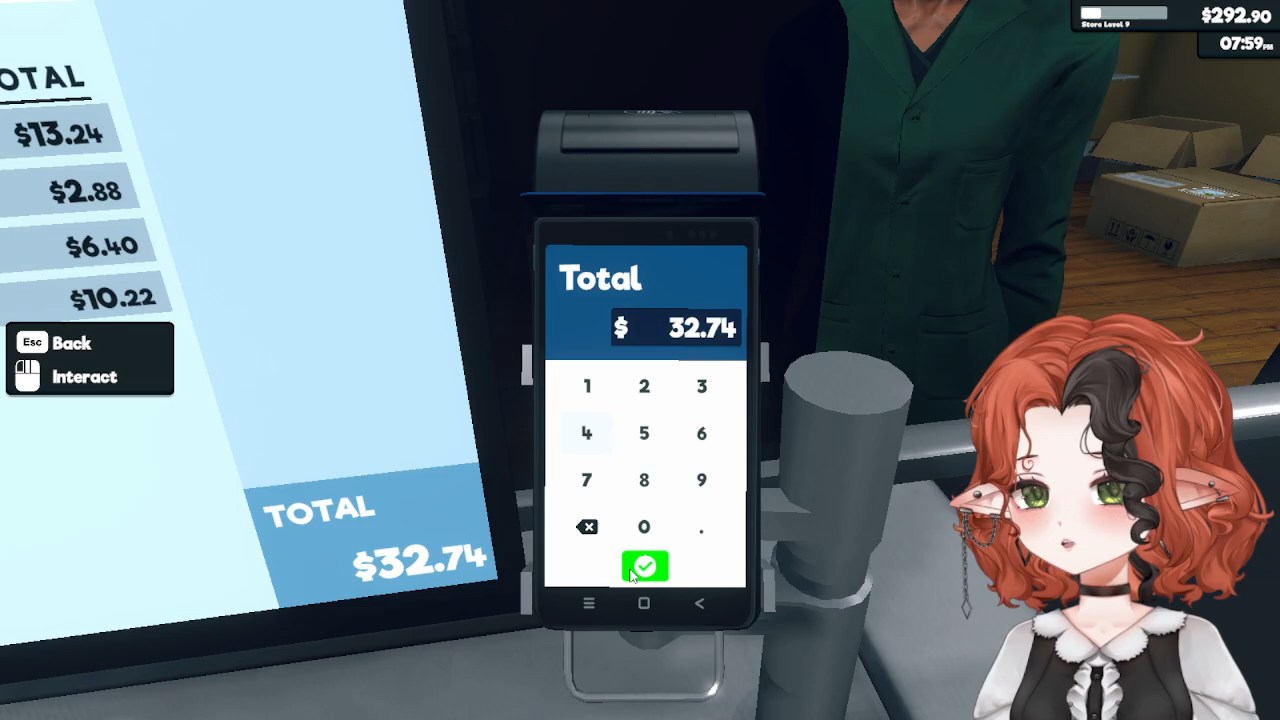 OTAL
$13.24
$2.88
$6.40
$10.22
Esc Back
Interact
TOTAL
$32.74
Total
$ 32.74
1 2 3
4 5 6
7 8 9
0 .
$292.90
Store Level 9
07:59PM